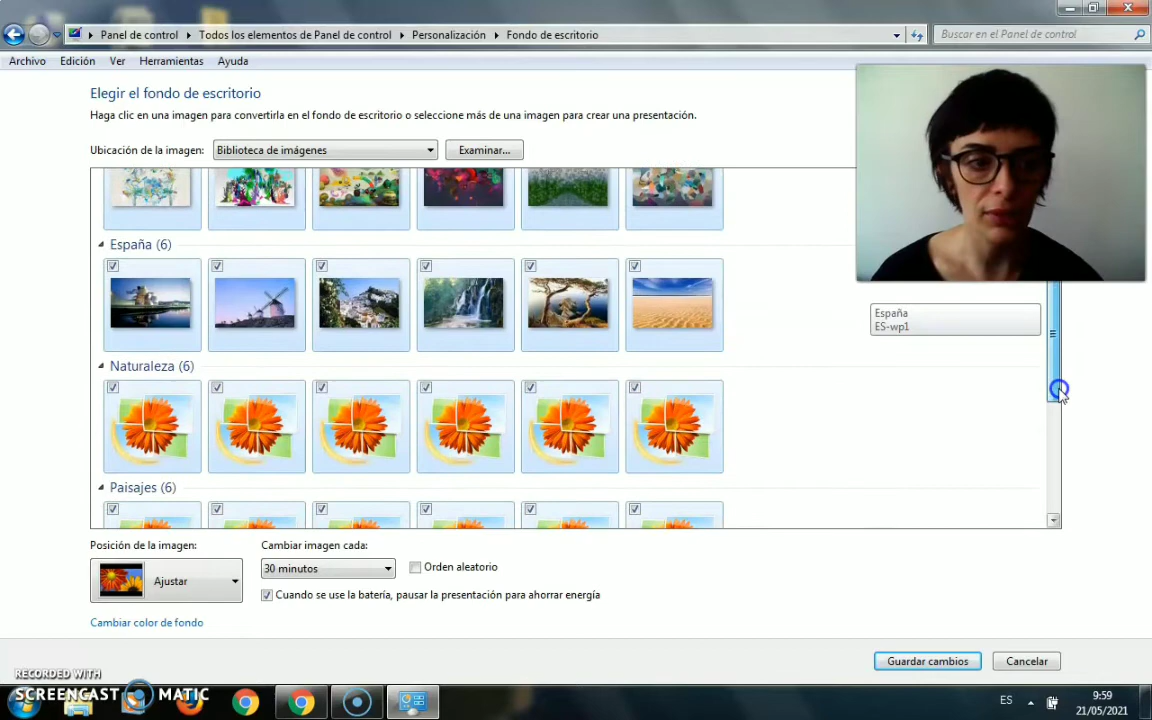 Panel de control
Todos los elementos de Panel de control
Personalización
Fondo de escritorio
Buscar en el Panel de control
Archivo
Edición
Ver
Herramientas
Ayuda
Elegir el fondo de escritorio
Haga clic en una imagen para convertirla en el fondo de escritorio o seleccione más de una imagen para crear una presentación.
Ubicación de la imagen:
Biblioteca de imágenes
Examinar...
España (6)
España
ES-wp1
Naturaleza (6)
Paisajes (6)
Posición de la imagen:
Cambiar imagen cada:
Ajustar
30 minutos
Orden aleatorio
Cuando se use la batería, pausar la presentación para ahorrar energía
Cambiar color de fondo
Guardar cambios
Cancelar
RECORDED WITH
SCREENCAST MATIC
ES
9:59
21/05/2021